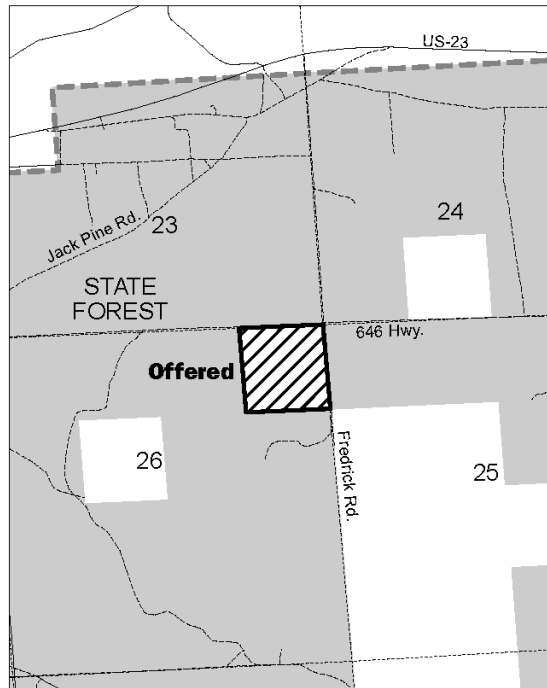 US-23
24
23
Jack Pine Rd.
STATE
FOREST
646 Hwy.
Offered
Fredrick Rd.
26
25